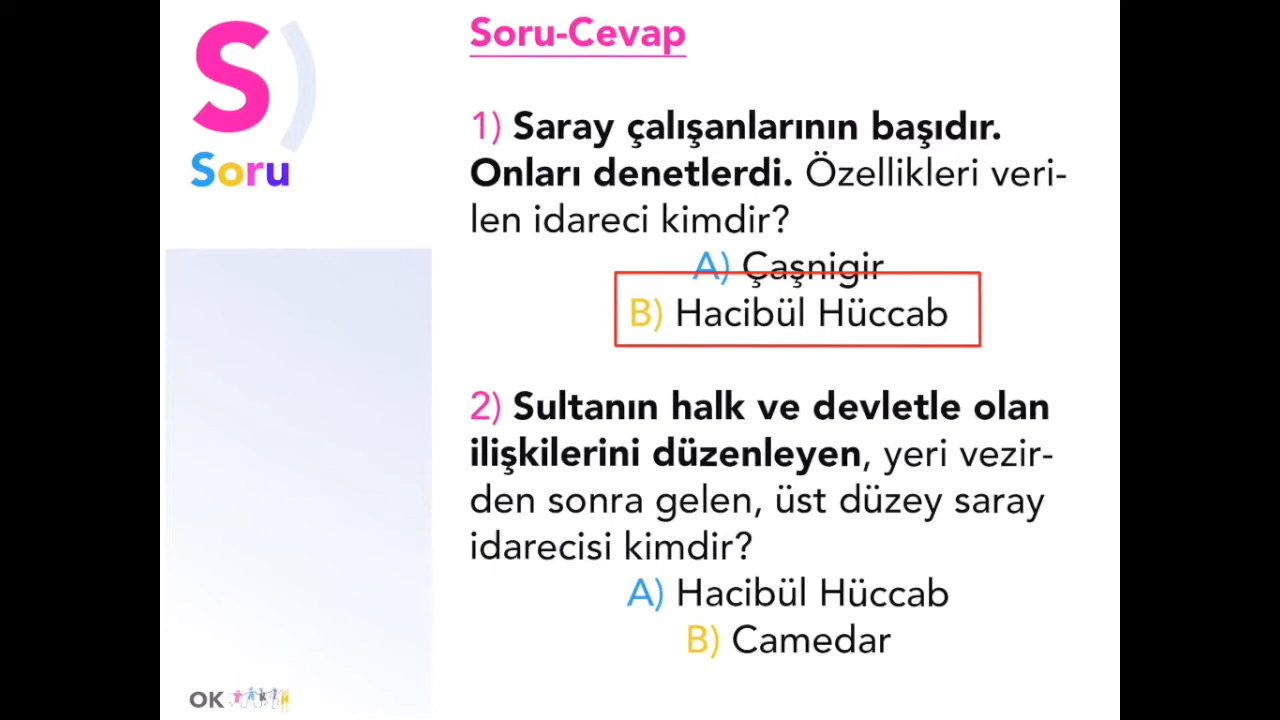 S)
Soru
Soru-Cevap
1) Saray çalışanlarının başıdır.
Onları denetlerdi. Özellikleri veri-
len idareci kimdir?
A) Çaşnigir
B) Hacibül Hüccab
2) Sultanın halk ve devletle olan
ilişkilerini düzenleyen, yeri vezir-
den sonra gelen, üst düzey saray
idarecisi kimdir?
A) Hacibül Hüccab
B) Camedar
OK